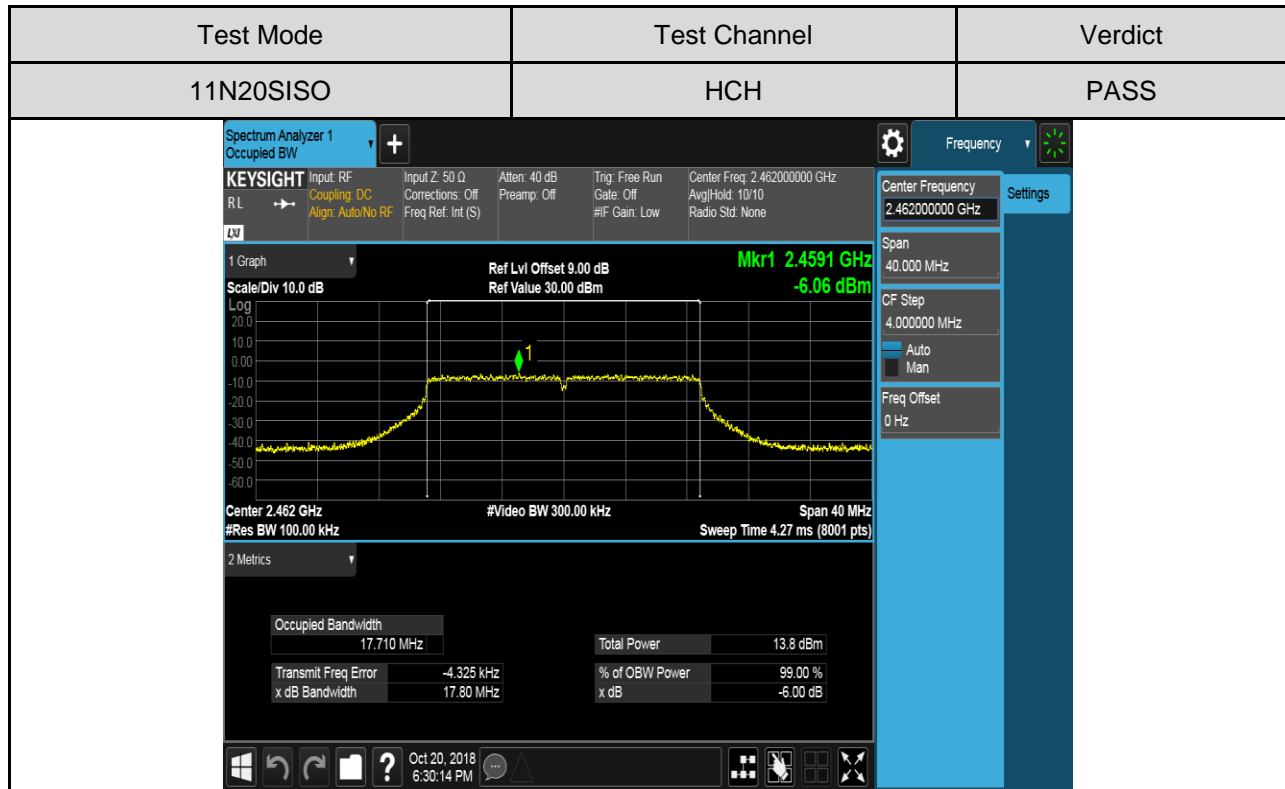 Test Mode Test Channel Verdict
11N20SISO HCH PASS
Spectrum Analyzer 1
Occupied BW
Frequency
KEYSIGHT Input: RF Input Z: 50 Ω Atten: 40 dB Trig: Free Run Center Freq: 2.462000000 GHz
RL Coupling: DC Corrections: Off Preamp: Off Gate: Off Avg|Hold: 10/10
Align: Auto/No RF Freq Ref: Int (S) #IF Gain: Low Radio Std: None
LXI
Center Frequency
2.462000000 GHz
Settings
Span
40.000 MHz
CF Step
4.000000 MHz
Auto
Man
Freq Offset
0 Hz
1 Graph
Ref Lvl Offset 9.00 dB
Mkr1 2.4591 GHz
Scale/Div 10.0 dB
Ref Value 30.00 dBm
-6.06 dBm
Log
20.0
10.0
0.00
-10.0
-20.0
-30.0
-40.0
-50.0
-60.0
1
Center 2.462 GHz #Video BW 300.00 kHz Span 40 MHz
#Res BW 100.00 kHz Sweep Time 4.27 ms (8001 pts)
2 Metrics
Occupied Bandwidth
17.710 MHz
Total Power 13.8 dBm
Transmit Freq Error -4.325 kHz % of OBW Power 99.00 %
x dB Bandwidth 17.80 MHz x dB -6.00 dB
Oct 20, 2018
6:30:14 PM